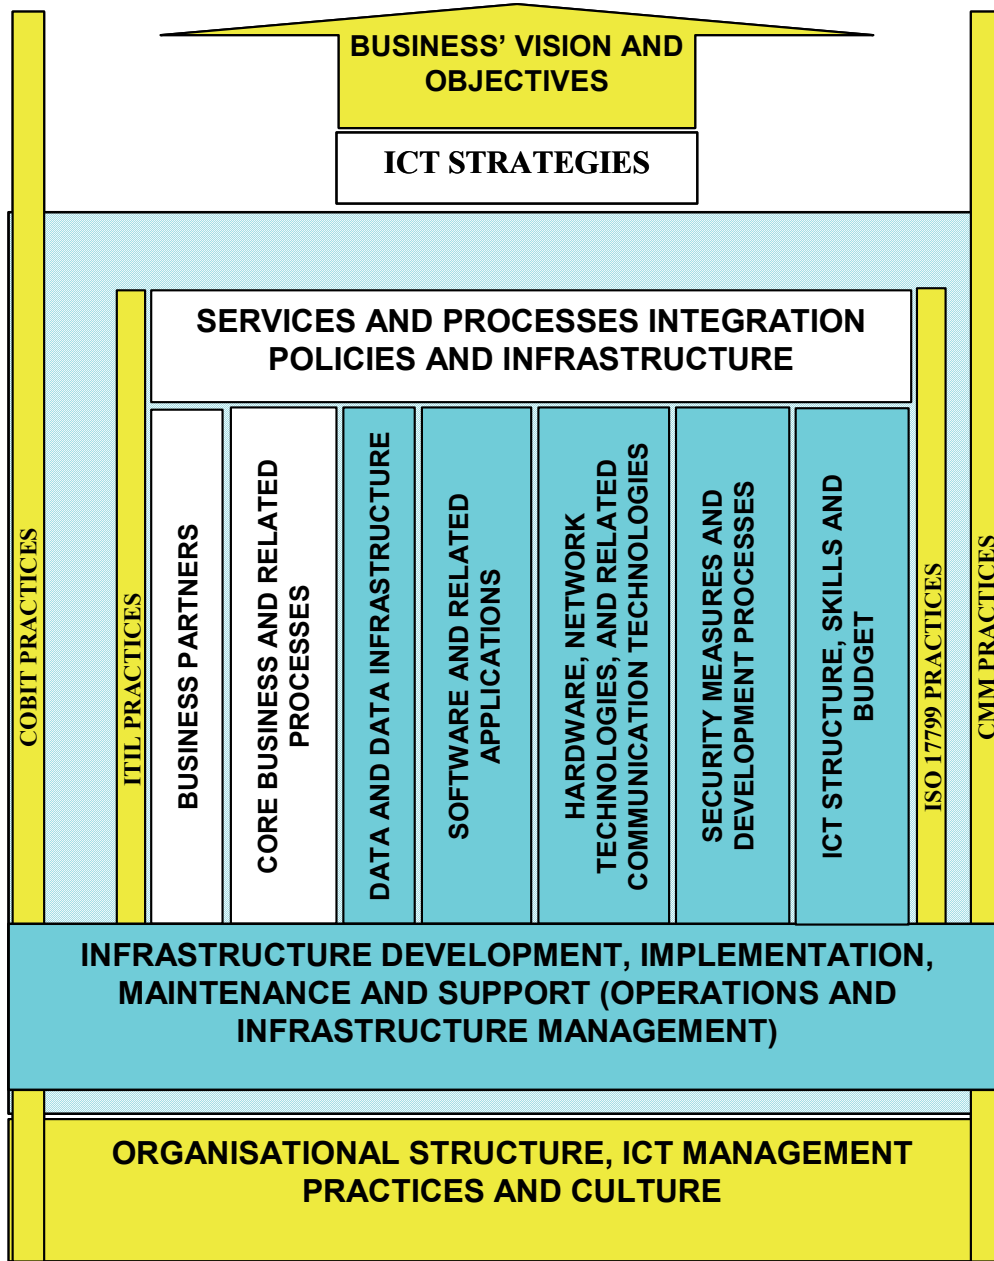 BUSINESS’ VISION AND
OBJECTIVES
ICT STRATEGIES
SERVICES AND PROCESSES INTEGRATION
POLICIES AND INFRASTRUCTURE
COBIT PRACTICES
ITIL PRACTICES
BUSINESS PARTNERS
CORE BUSINESS AND RELATED
PROCESSES
DATA AND DATA INFRASTRUCTURE
SOFTWARE AND RELATED
APPLICATIONS
HARDWARE, NETWORK
TECHNOLOGIES, AND RELATED
COMMUNICATION TECHNOLOGIES
SECURITY MEASURES AND
DEVELOPMENT PROCESSES
ICT STRUCTURE, SKILLS AND
BUDGET
ISO 17799 PRACTICES
CMM PRACTICES
INFRASTRUCTURE DEVELOPMENT, IMPLEMENTATION,
MAINTENANCE AND SUPPORT (OPERATIONS AND
INFRASTRUCTURE MANAGEMENT)
ORGANISATIONAL STRUCTURE, ICT MANAGEMENT
PRACTICES AND CULTURE